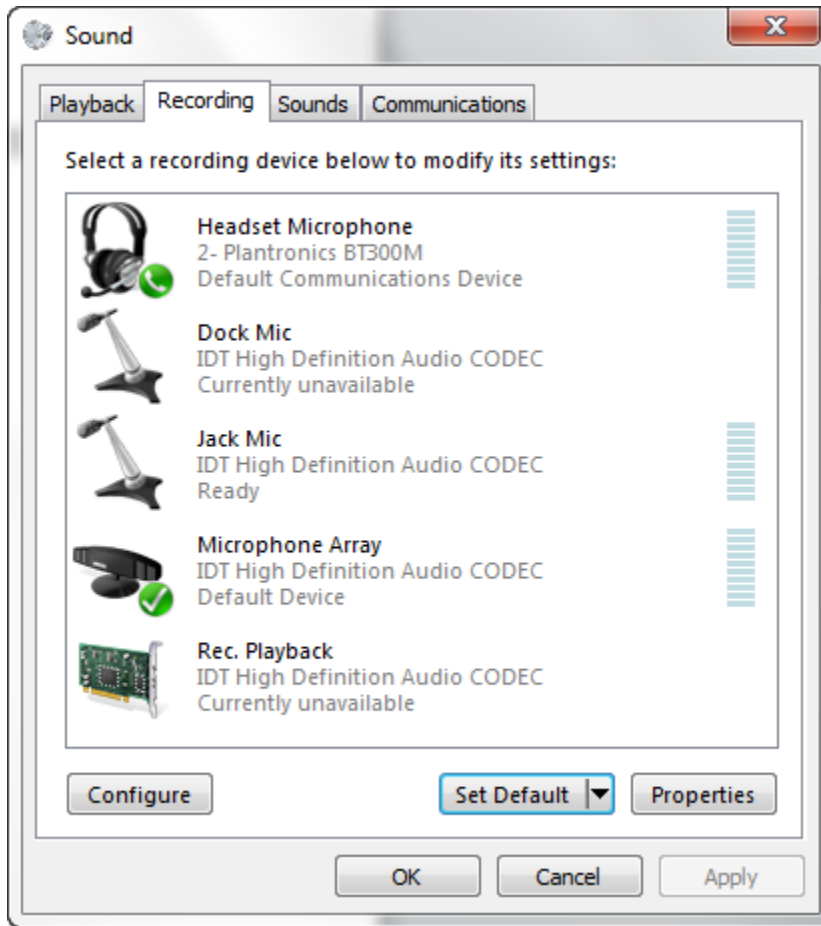 Sound
Playback Recording Sounds Communications
Select a recording device below to modify its settings:
Headset Microphone
2- Plantronics BT300M
Default Communications Device
Dock Mic
IDT High Definition Audio CODEC
Currently unavailable
Jack Mic
IDT High Definition Audio CODEC
Ready
Microphone Array
IDT High Definition Audio CODEC
Default Device
Rec. Playback
IDT High Definition Audio CODEC
Currently unavailable
Configure Set Default Properties
OK Cancel Apply